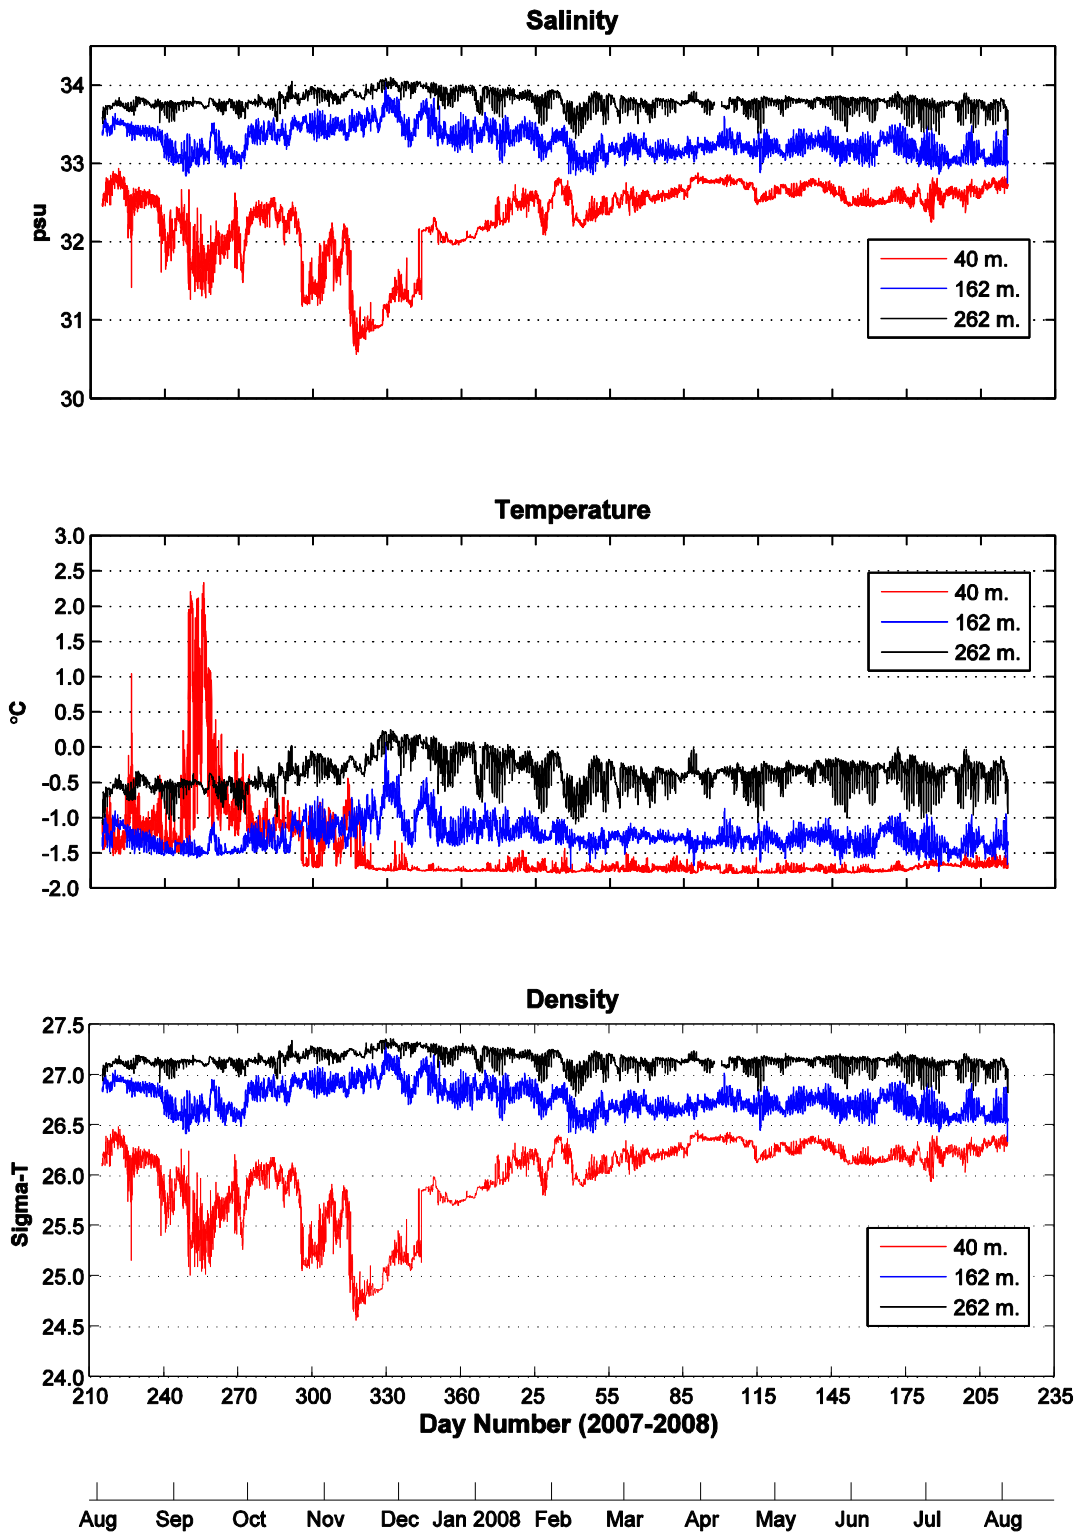 Salinity
34
33
32
31
30
psu
40 m.
162 m.
262 m.
Temperature
3.0
2.5
2.0
1.5
1.0
0.5
0.0
-0.5
-1.0
-1.5
-2.0
°C
40 m.
162 m.
262 m.
Density
27.5
27.0
26.5
26.0
25.5
25.0
24.5
24.0
Sigma-T
40 m.
162 m.
262 m.
210 240 270 300 330 360 25 55 85 115 145 175 205 235
Day Number (2007-2008)
Aug Sep Oct Nov Dec Jan 2008 Feb Mar Apr May Jun Jul Aug